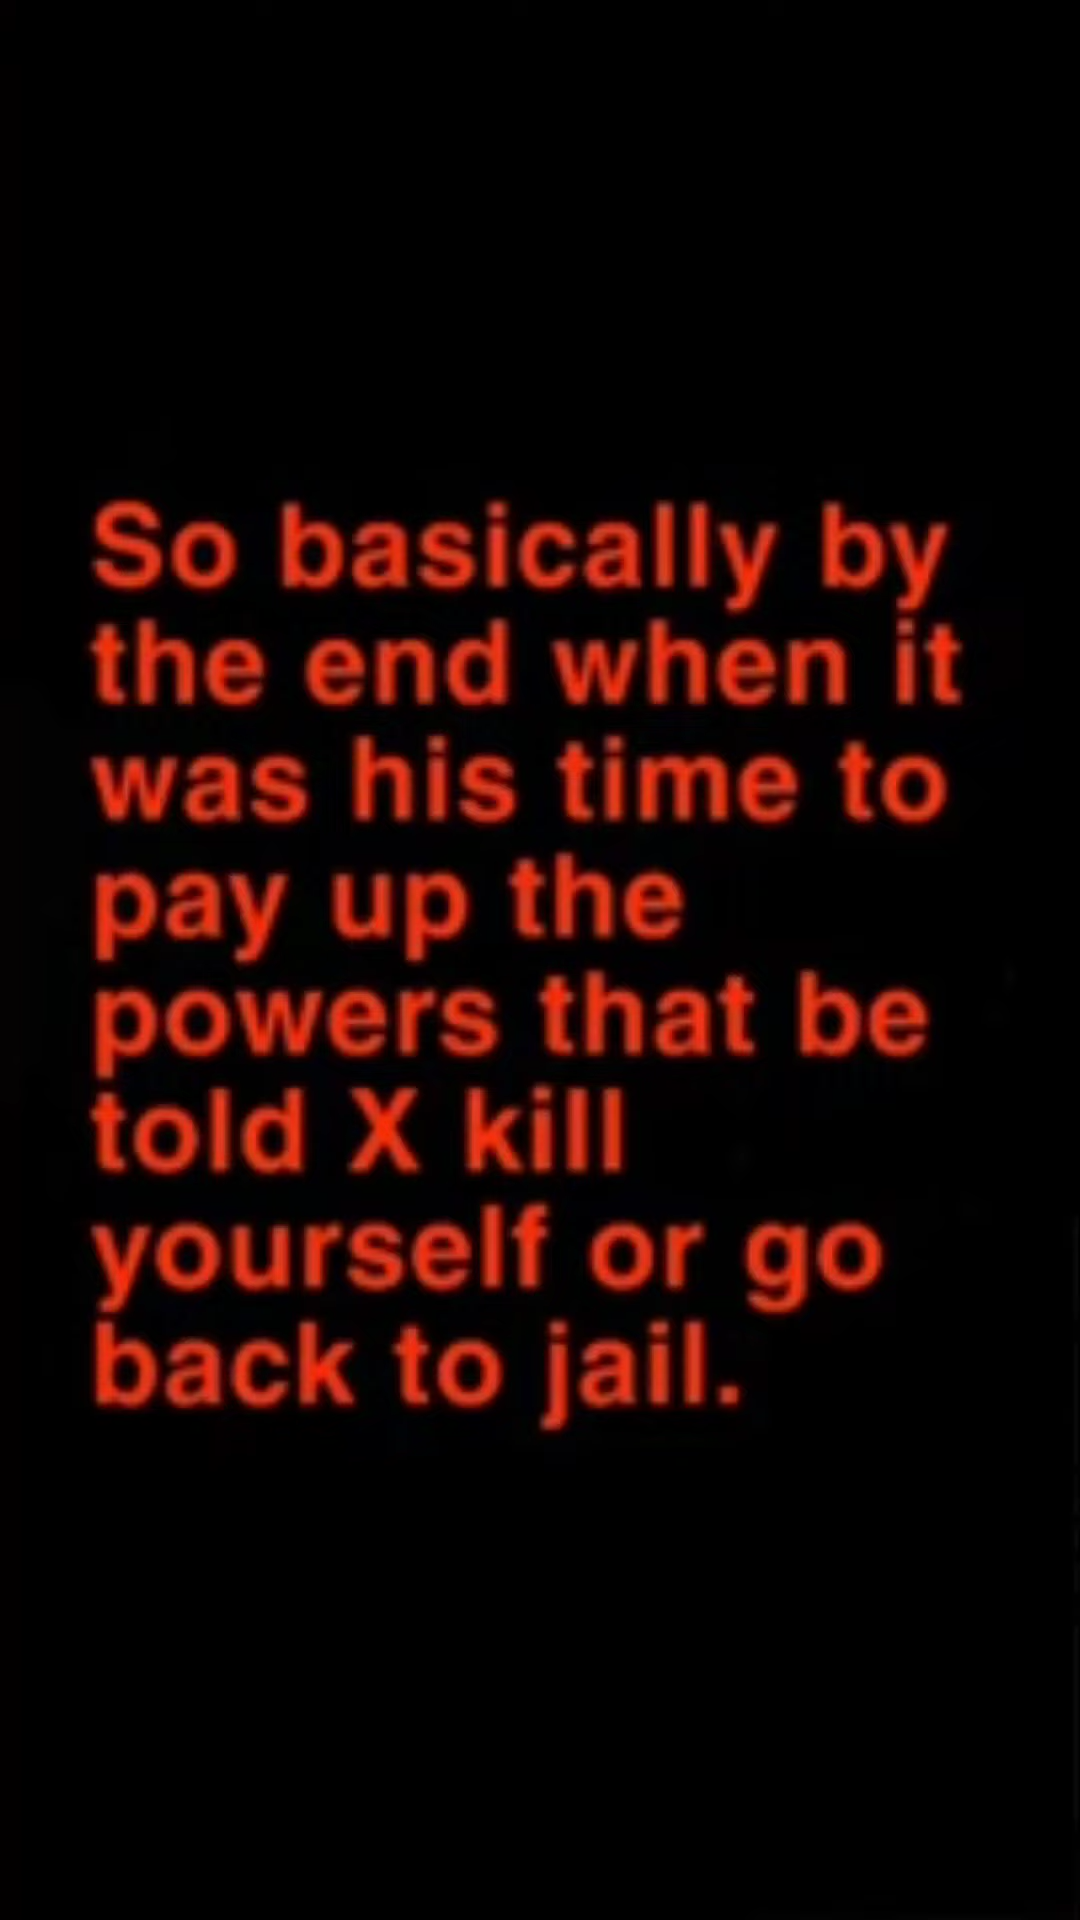 So basically by
the end when it
was his time to
pay up the
powers that be
told X kill
yourself or go
back to jail.